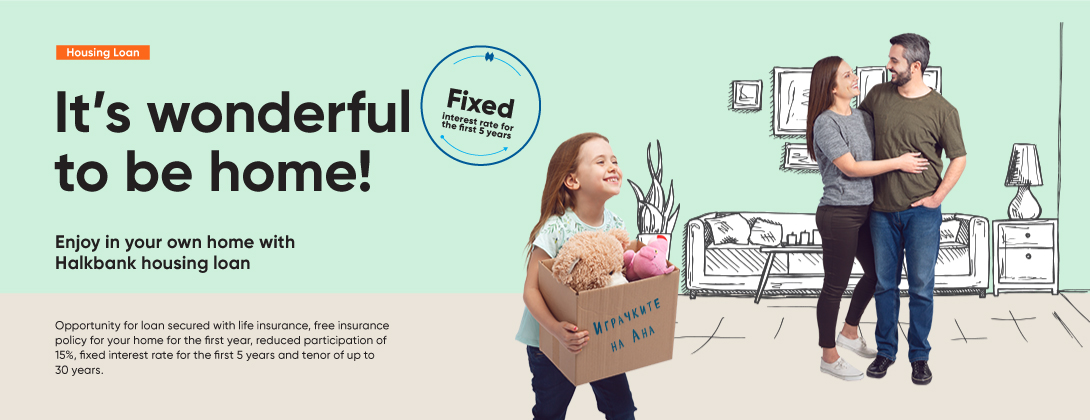 Housing Loan
It's wonderful
to be home!
Fixed
interest rate for
the first 5 years
Enjoy in your own home with
Halkbank housing loan
Opportunity for loan secured with life insurance, free insurance
policy for your home for the first year, reduced participation of
15%, fixed interest rate for the first 5 years and tenor of up to
30 years.
Играчките
на Ана